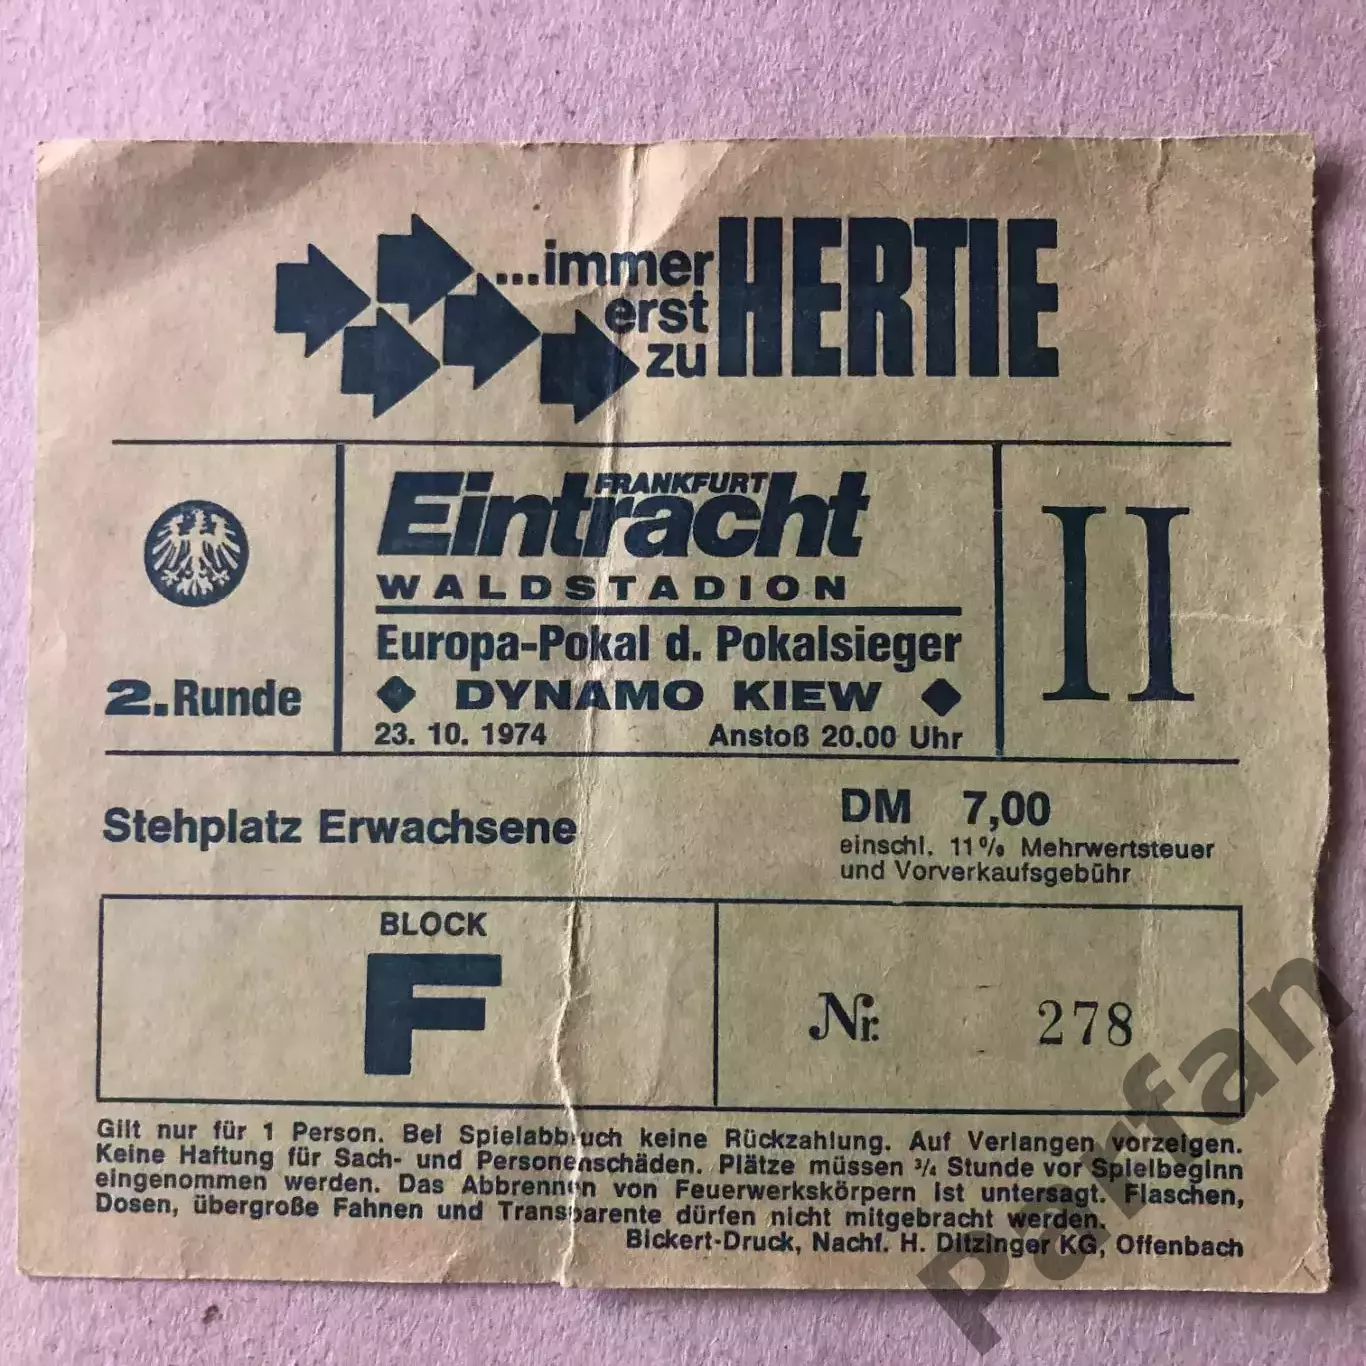 ...immer
erst
zu
HERTIE
FRANKFURT
Eintracht
WALDSTADION
Europa-Pokal d. Pokalsieger
DYNAMO KIEW
23. 10. 1974 Anstoß 20.00 Uhr
2. Runde
II
Stehplatz Erwachsene
DM 7,00
einschl. 11% Mehrwertsteuer
und Vorverkaufsgebühr
BLOCK
F
Nr. 278
Gilt nur für 1 Person. Bei Spielabbruch keine Rückzahlung. Auf Verlangen vorzeigen.
Keine Haftung für Sach- und Personenschäden. Plätze müssen ¾ Stunde vor Spielbeginn
eingenommen werden. Das Abbrennen von Feuerwerkskörpern ist untersagt. Flaschen,
Dosen, übergroße Fahnen und Transparente dürfen nicht mitgebracht werden.
Bickert-Druck, Nachf. H. Ditzinger KG, Offenbach
Parfan